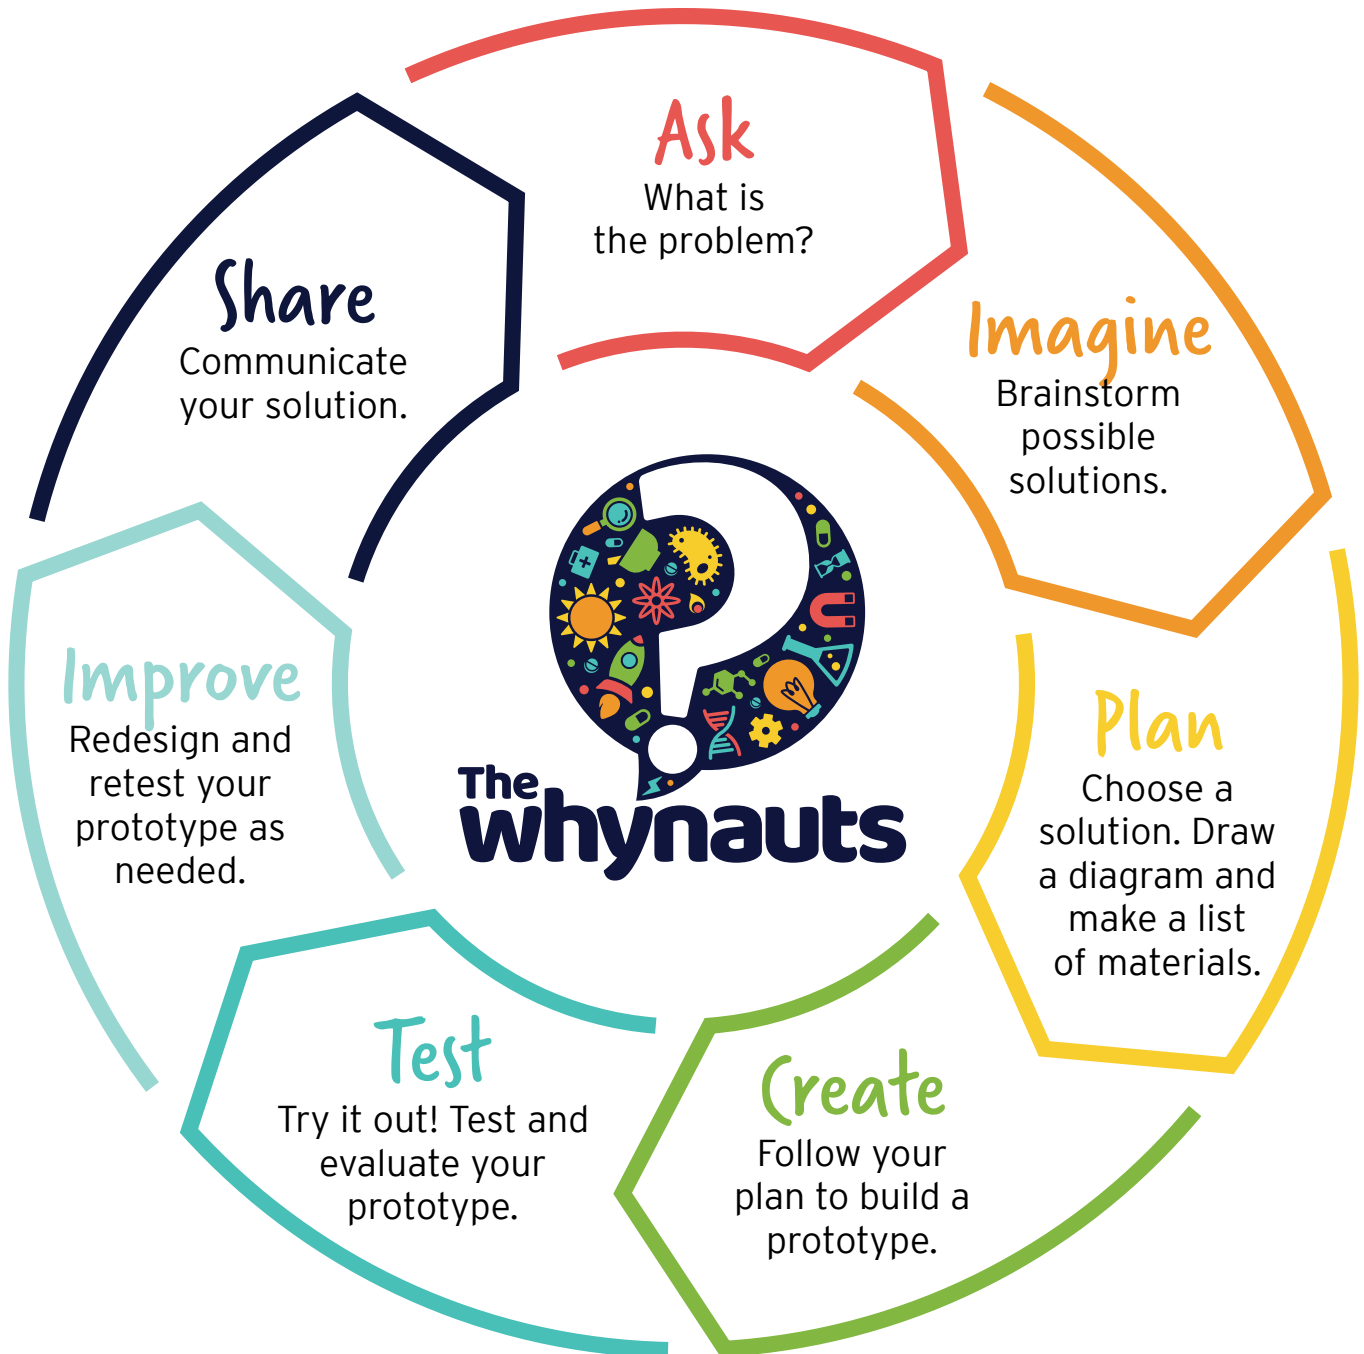 Ask
What is
the problem?
Imagine
Brainstorm
possible
solutions.
Plan
Choose a
solution. Draw
a diagram and
make a list
of materials.
Create
Follow your
plan to build a
prototype.
Test
Try it out! Test and
evaluate your
prototype.
Improve
Redesign and
retest your
prototype as
needed.
Share
Communicate
your solution.
The
whynauts